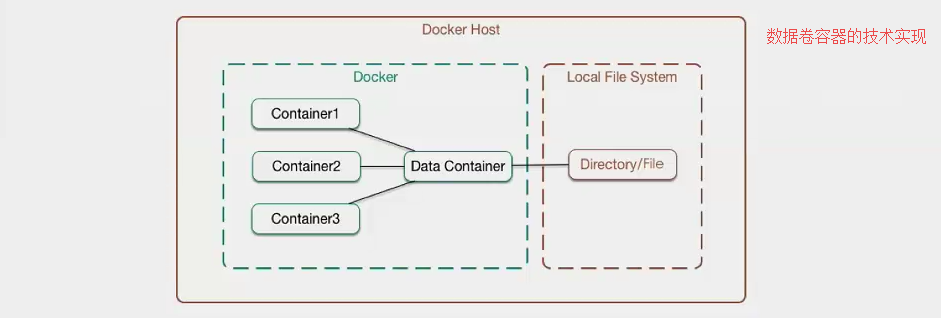 Docker Host
数据卷容器的技术实现
Docker
Local File System
Container1
Container2
Data Container
Directory/File
Container3